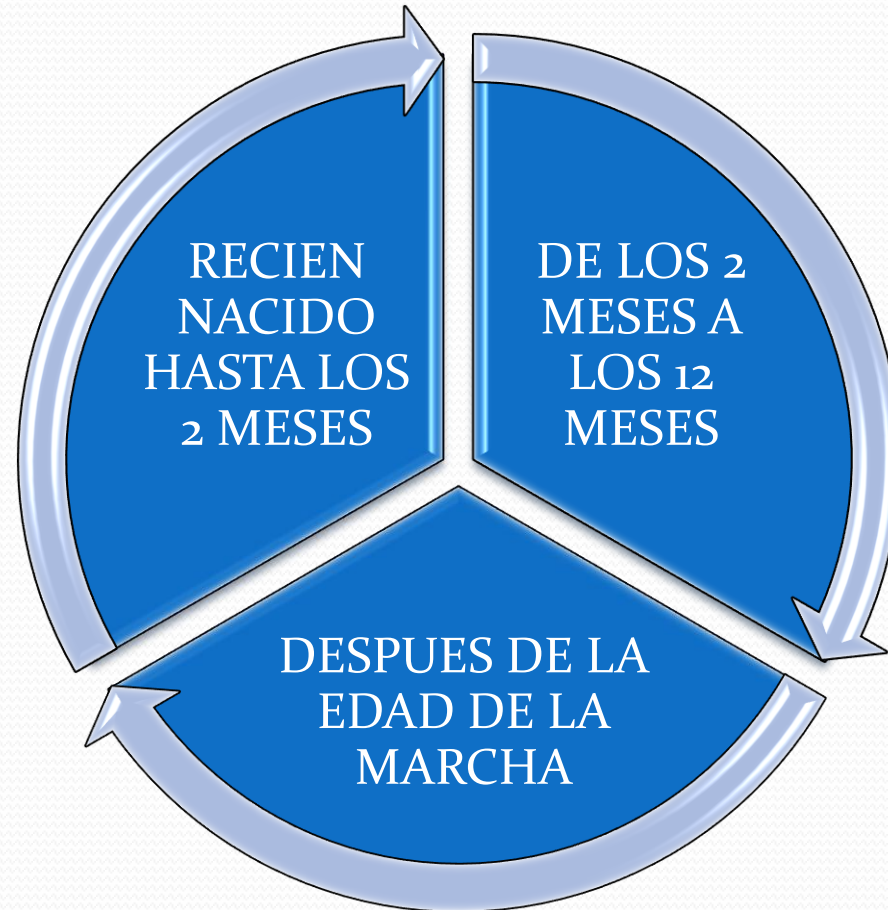 RECIEN
NACIDO
HASTA LOS
2 MESES
DE LOS 2
MESES A
LOS 12
MESES
DESPUES DE LA
EDAD DE LA
MARCHA